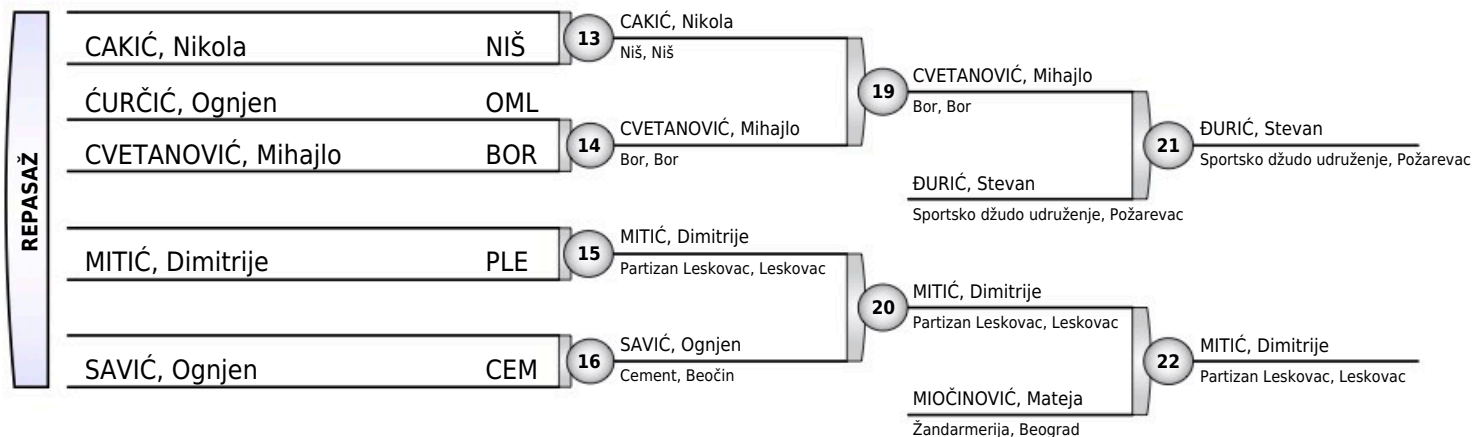 REPASAŽ
CAKIĆ, Nikola NIŠ
ĆURČIĆ, Ognjen OML
CVETANOVIĆ, Mihajlo BOR
MITIĆ, Dimitrije PLE
SAVIĆ, Ognjen CEM
13
CAKIĆ, Nikola
Niš, Niš
14
CVETANOVIĆ, Mihajlo
Bor, Bor
15
MITIĆ, Dimitrije
Partizan Leskovac, Leskovac
16
SAVIĆ, Ognjen
Cement, Beočin
19
CVETANOVIĆ, Mihajlo
Bor, Bor
ĐURIĆ, Stevan
Sportsko džudo udruženje, Požarevac
20
MITIĆ, Dimitrije
Partizan Leskovac, Leskovac
MIOČINOVIĆ, Mateja
Žandarmerija, Beograd
21
ĐURIĆ, Stevan
Sportsko džudo udruženje, Požarevac
22
MITIĆ, Dimitrije
Partizan Leskovac, Leskovac